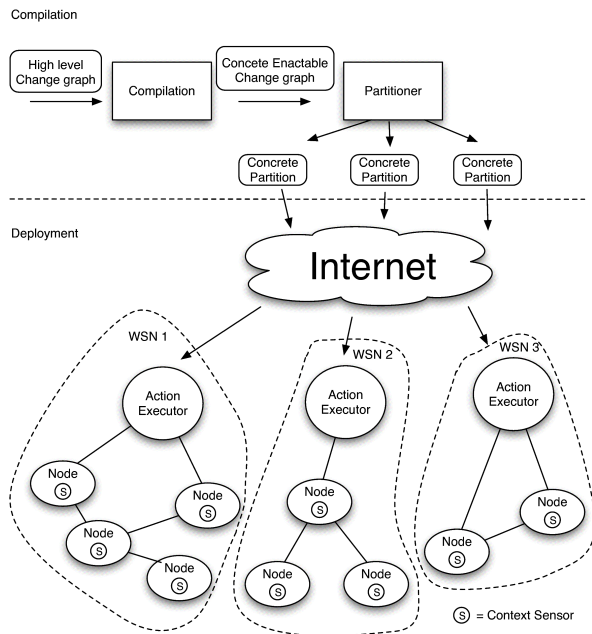 Compilation
High level
Change graph
Compilation
Concete Enactable
Change graph
Partitioner
Concrete
Partition
Concrete
Partition
Concrete
Partition
Deployment
Internet
WSN 1
WSN 2
WSN 3
Action
Executor
Action
Executor
Action
Executor
Node
S
Node
S
Node
S
Node
S
Node
S
Node
S
Node
S
Node
S
Node
S
S = Context Sensor